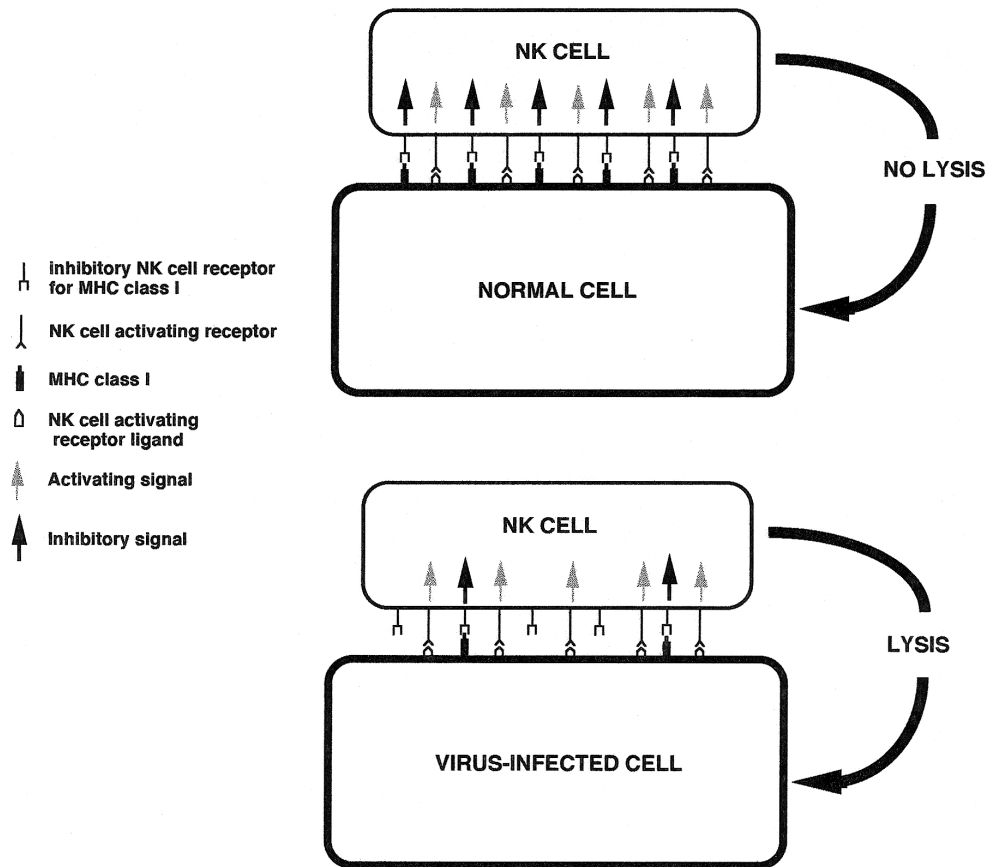 NK CELL
NO LYSIS
NORMAL CELL
inhibitory NK cell receptor
for MHC class I
NK cell activating receptor
MHC class I
NK cell activating
receptor ligand
Activating signal
Inhibitory signal
NK CELL
LYSIS
VIRUS-INFECTED CELL